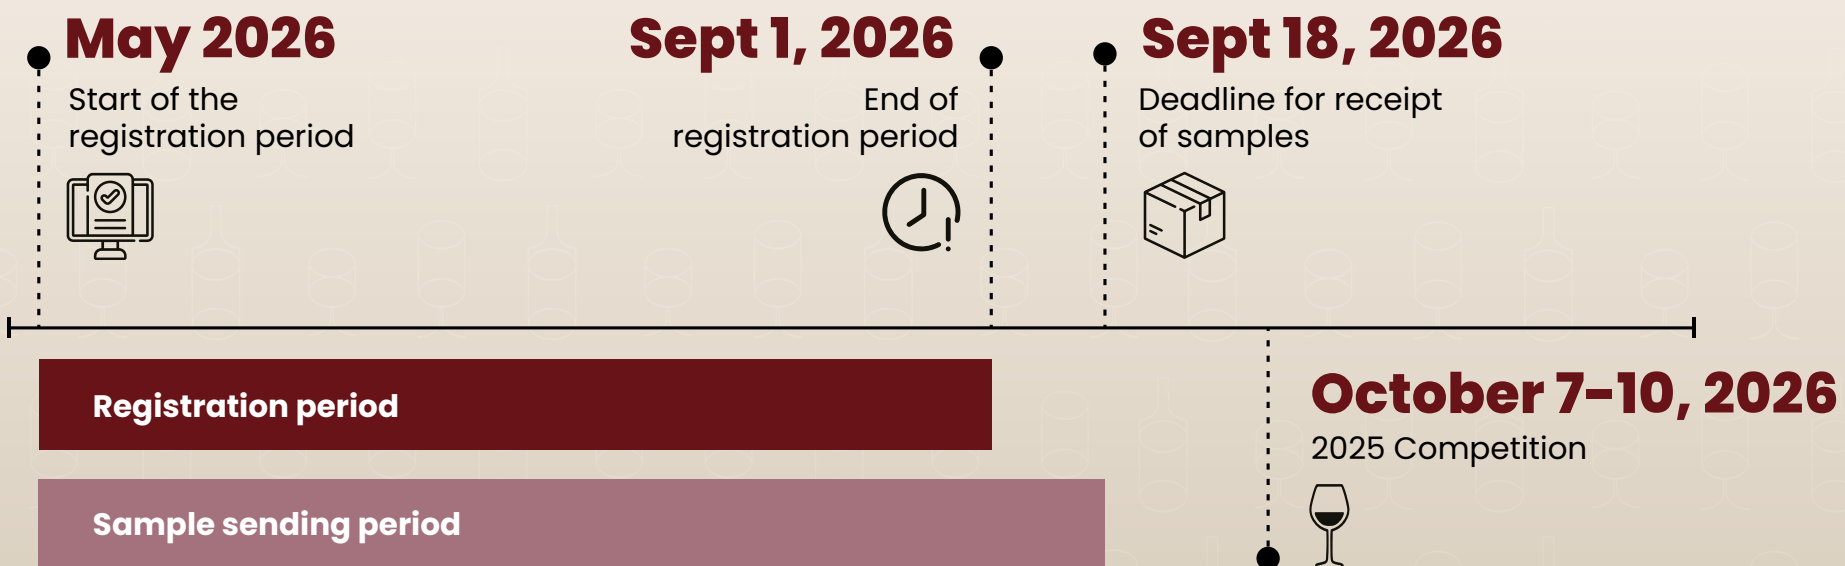 May 2026
Start of the
registration period
Sept 1, 2026
End of
registration period
Sept 18, 2026
Deadline for receipt
of samples
Registration period
October 7-10, 2026
2025 Competition
Sample sending period